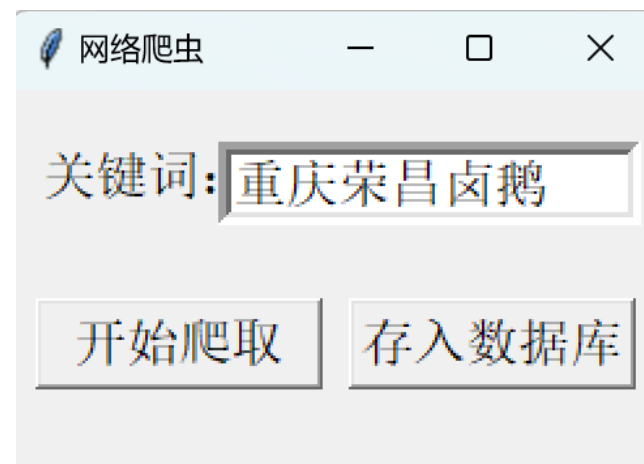 网络爬虫
关键词:重庆荣昌卤鹅
开始爬取 存入数据库